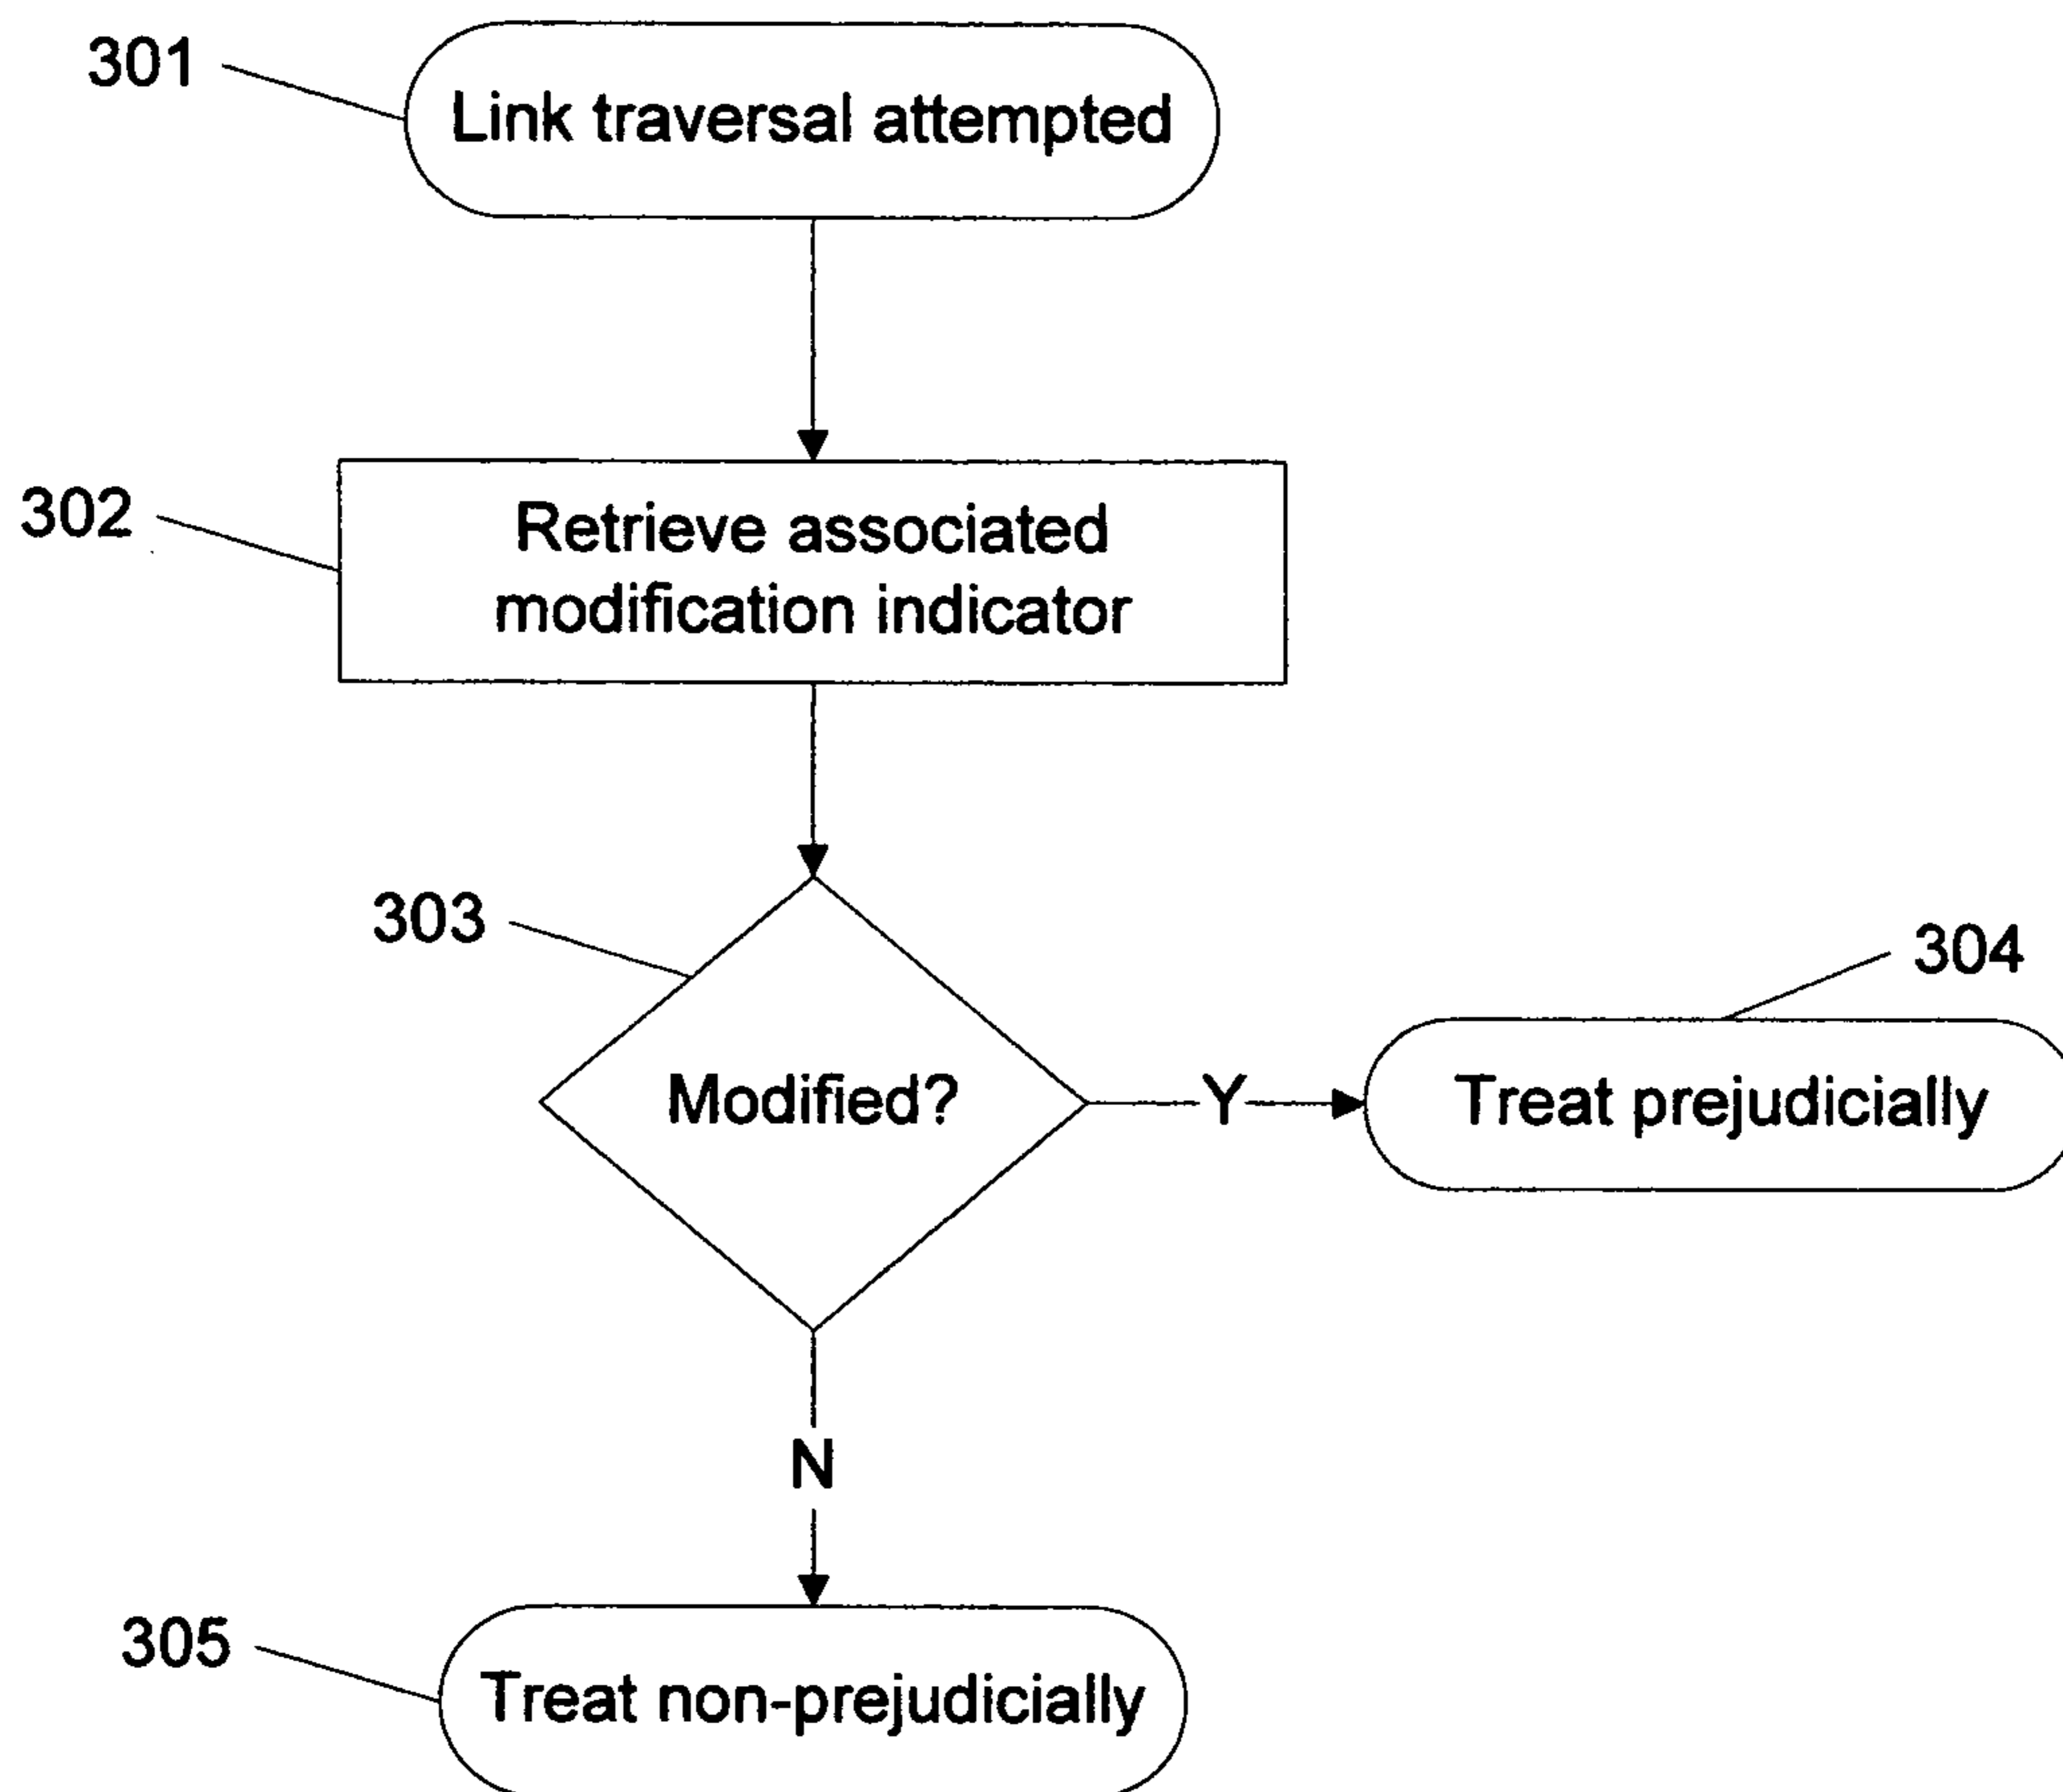 301
Link traversal attempted
302
Retrieve associated
modification indicator
303
304
Modified?
Y
Treat prejudicially
N
305
Treat non-prejudicially